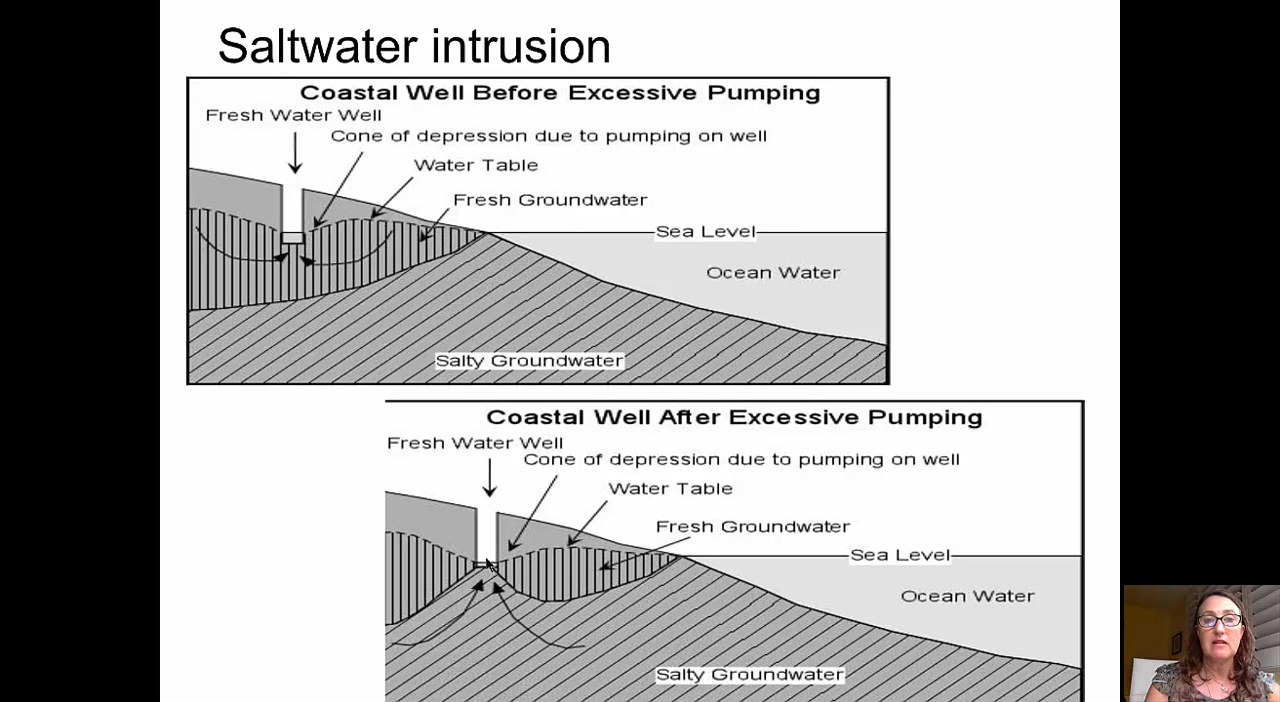 Saltwater intrusion
Coastal Well Before Excessive Pumping
Fresh Water Well
Cone of depression due to pumping on well
Water Table
Fresh Groundwater
Sea Level
Ocean Water
Salty Groundwater
Coastal Well After Excessive Pumping
Fresh Water Well
Cone of depression due to pumping on well
Water Table
Fresh Groundwater
Sea Level
Ocean Water
Salty Groundwater